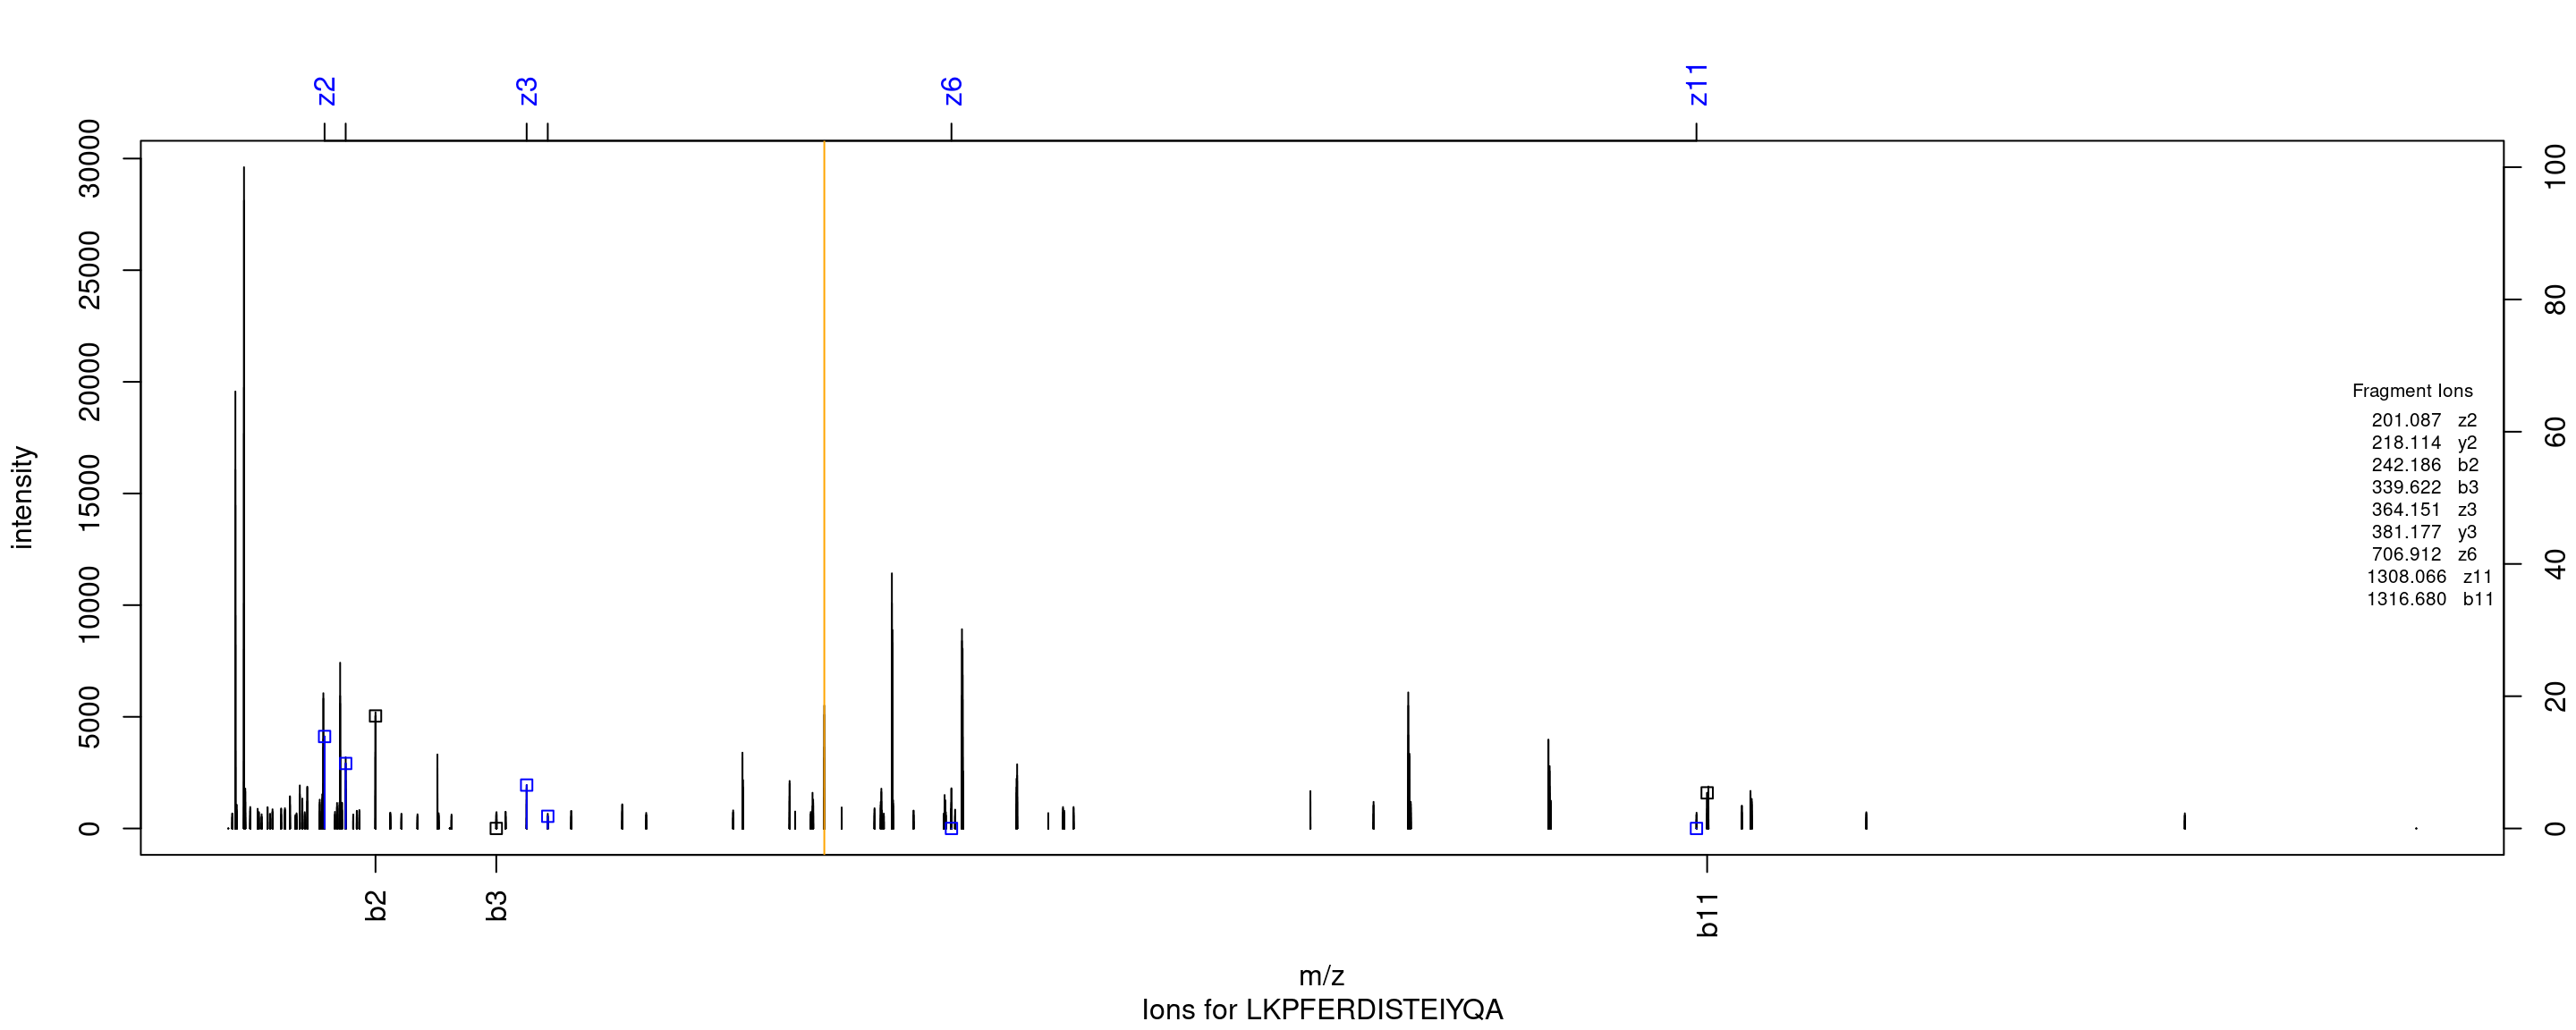 z2 z3 z6 z11
30000 25000 20000 15000 10000 5000 0
intensity
100 80 60 40 20 0
Fragment Ions
201.087 z2
218.114 y2
242.186 b2
339.622 b3
364.151 z3
381.177 y3
706.912 z6
1308.066 z11
1316.680 b11
b2 b3 b11
m/z
Ions for LKPFERDISTEIYQA